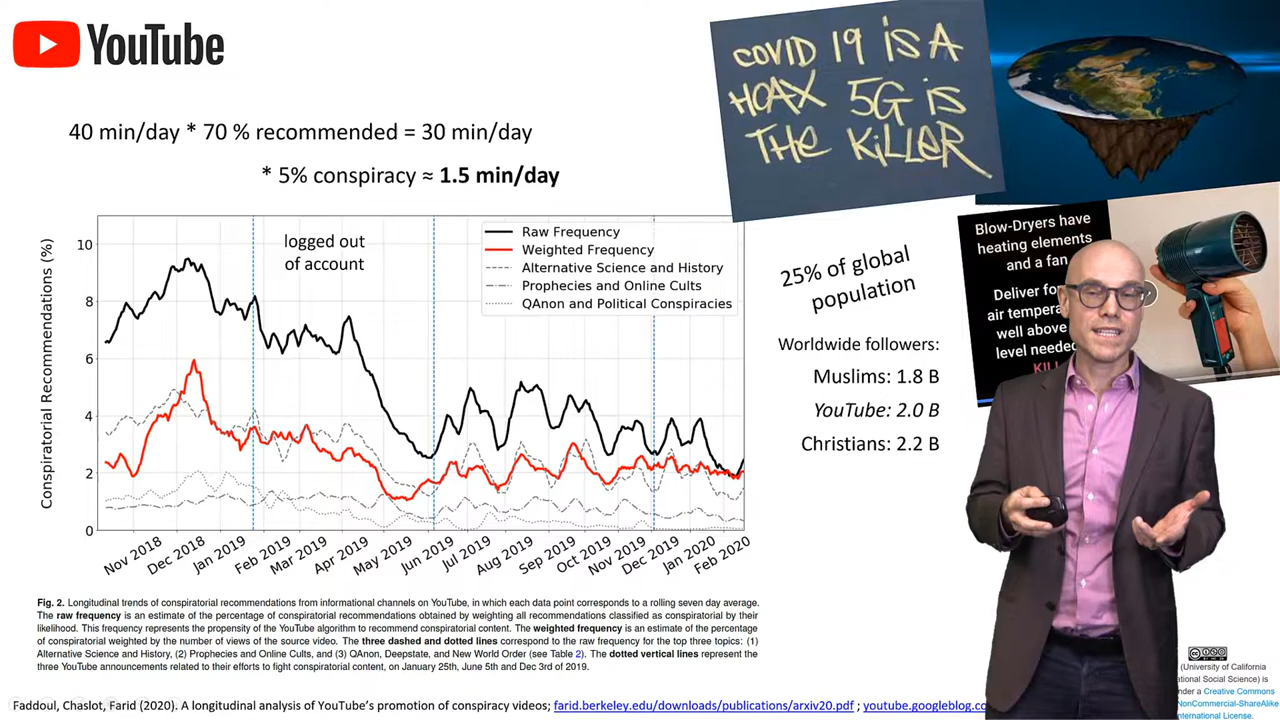 YouTube
40 min/day * 70 % recommended = 30 min/day
* 5% conspiracy ≈ 1.5 min/day
COVID 19 iS A
HOAX 5G iS
THE KiLLER
Blow-Dryers have
heating elements
and a fan
Deliver fo
air tempera
well above
level neede
KILL
25% of global
population
Worldwide followers:
Muslims: 1.8 B
YouTube: 2.0 B
Christians: 2.2 B
logged out
of account
Raw Frequency
Weighted Frequency
Alternative Science and History
Prophecies and Online Cults
QAnon and Political Conspiracies
Conspiratorial Recommendations (%)
10
8
6
4
2
0
Nov 2018
Dec 2018
Jan 2019
Feb 2019
Mar 2019
Apr 2019
May 2019
Jun 2019
Jul 2019
Aug 2019
Sep 2019
Oct 2019
Nov 2019
Dec 2019
Jan 2020
Feb 2020
Fig. 2. Longitudinal trends of conspiratorial recommendations from informational channels on YouTube, in which each data point corresponds to a rolling seven day average.
The raw frequency is an estimate of the percentage of conspiratorial recommendations obtained by weighting all recommendations classified as conspiratorial by their
likelihood. This frequency represents the propensity of the YouTube algorithm to recommend conspiratorial content. The weighted frequency is an estimate of the percentage
of conspiratorial weighted by the number of views of the source video. The three dashed and dotted lines correspond to the raw frequency for the top three topics: (1)
Alternative Science and History, (2) Prophecies and Online Cults, and (3) QAnon, Deepstate, and New World Order (see Table 2). The dotted vertical lines represent the
three YouTube announcements related to their efforts to fight conspiratorial content, on January 25th, June 5th and Dec 3rd of 2019.
Faddoul, Chaslot, Farid (2020). A longitudinal analysis of YouTube's promotion of conspiracy videos; farid.berkeley.edu/downloads/publications/arxiv20.pdf ; youtube.googleblog.co
(University of California
ational Social Science) is
nder a Creative Commons
NonCommercial-ShareAlike
nternational License.